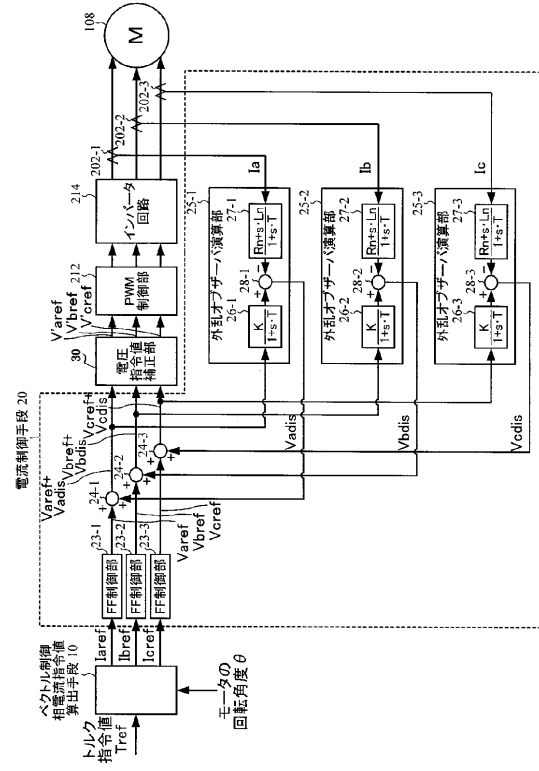 ベクトル制御
相電流指令値
算出手段 10
トルク
指令値
Tref
モータの
回転角度θ
Iaref
Ibref
Icref
電流制御手段 20
23-1
FF制御部
23-2
FF制御部
23-3
FF制御部
Varef
Vbref
Vcref
24-1
24-2
24-3
+
+
+
+
+
+
Varef+
Vadis
Vbref+
Vbdis
Vcref+
Vcdis
30
電圧
指令値
補正部
V'aref
V'bref
V'cref
212
PWM
制御部
214
インバータ
回路
202-1
202-2
202-3
108
M
Ia
Ib
Ic
25-1
外乱オブザーバ演算部
26-1
K
1+s·T
27-1
Rn+s·Ln
1+s·T
28-1
+
−
Vadis
25-2
外乱オブザーバ演算部
26-2
K
1+s·T
27-2
Rn+s·Ln
1+s·T
28-2
+
−
Vbdis
25-3
外乱オブザーバ演算部
26-3
K
1+s·T
27-3
Rn+s·Ln
1+s·T
28-3
+
−
Vcdis